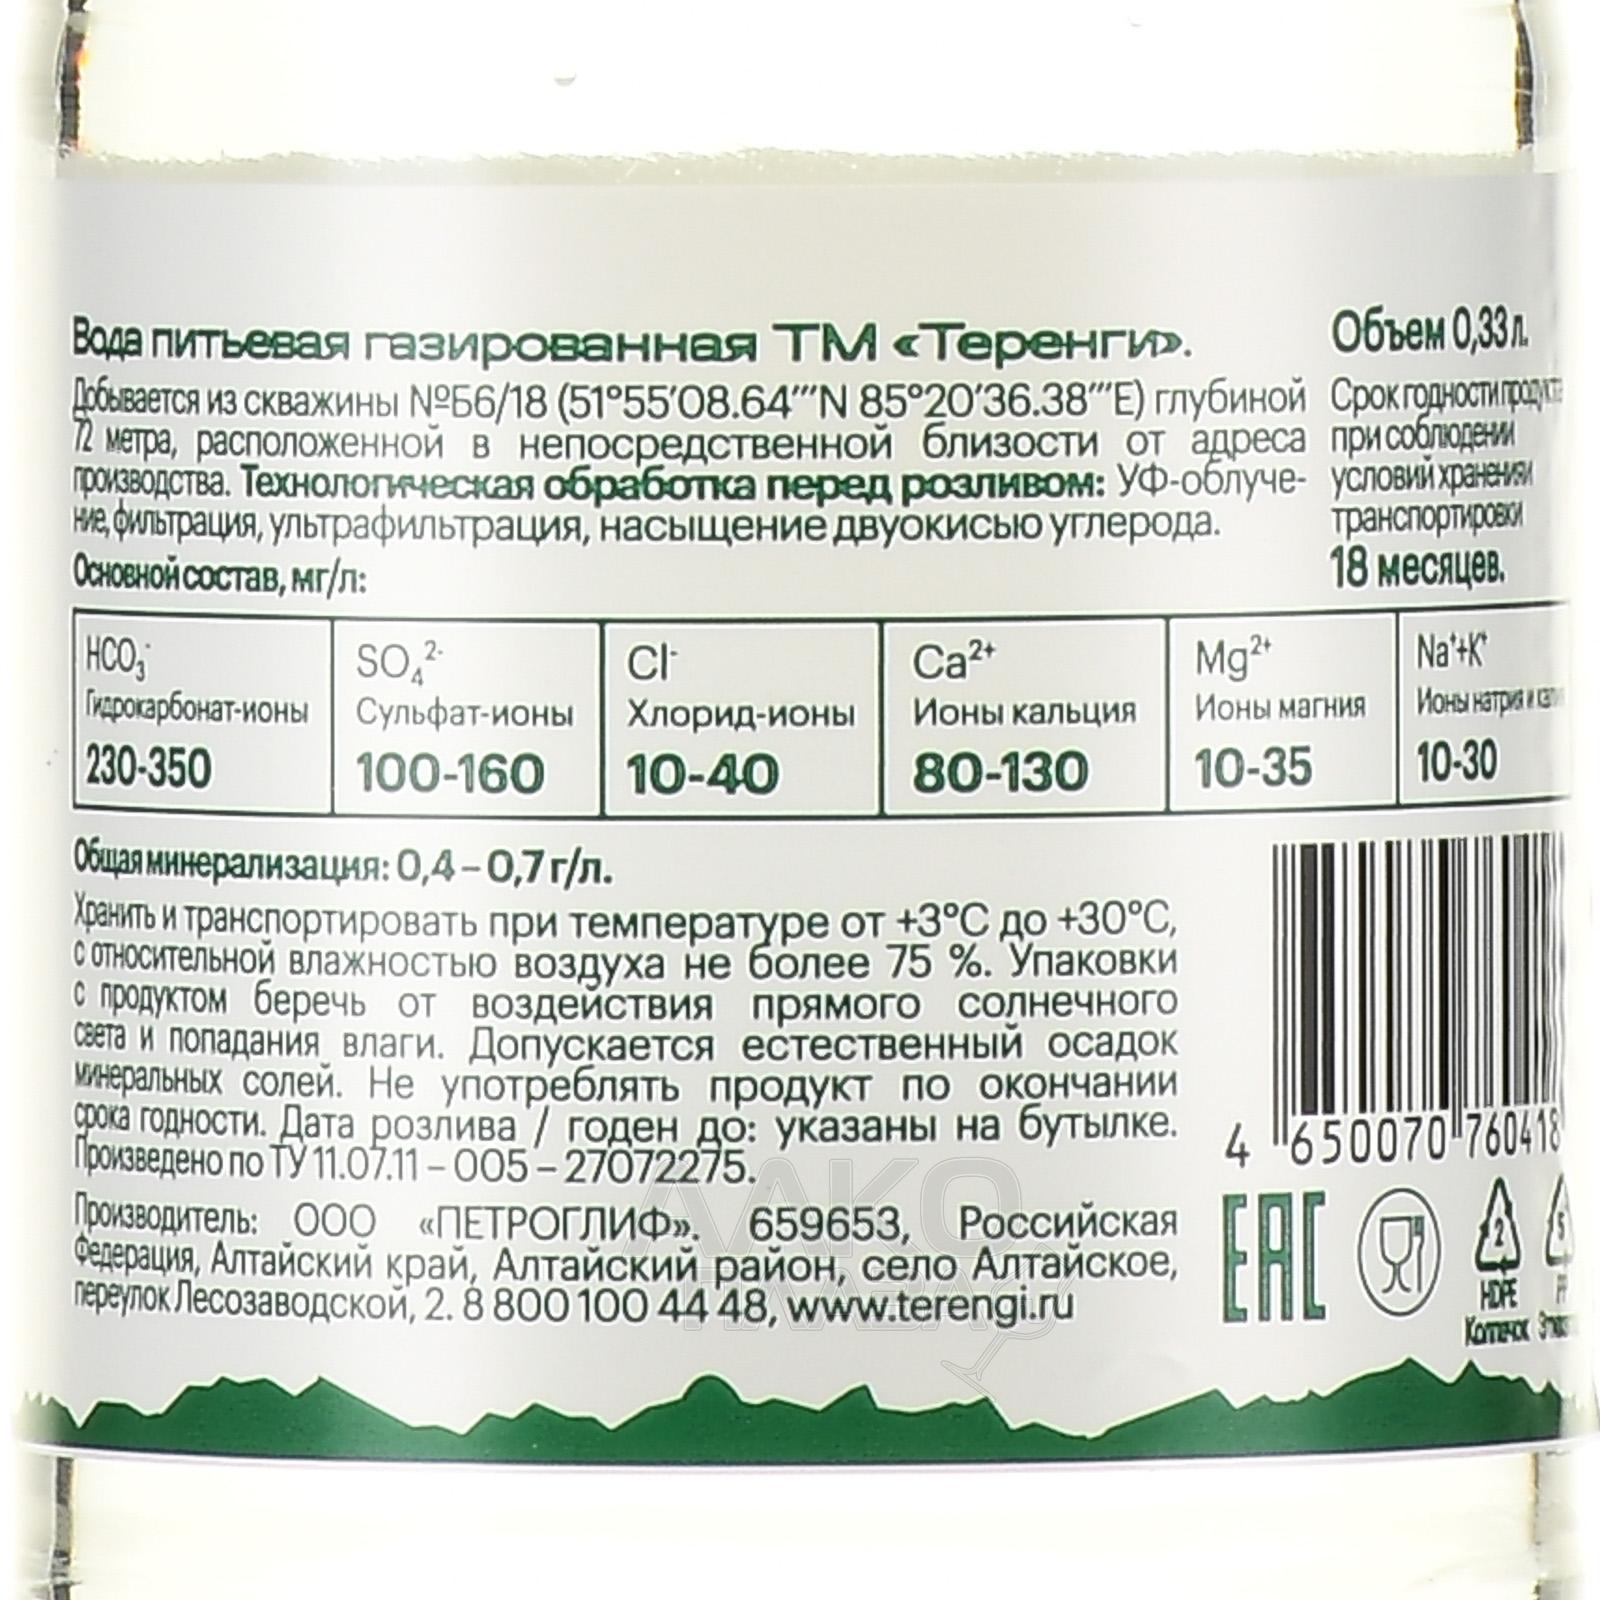 Вода питьевая газированная ТМ «Теренги».
Добывается из скважины №Б6/18 (51°55'08.64'''N 85°20'36.38'''E) глубиной
72 метра, расположенной в непосредственной близости от адреса
производства. Технологическая обработка перед розливом: УФ-облуче-
ние, фильтрация, ультрафильтрация, насыщение двуокисью углерода.
Основной состав, мг/л:
Объем 0,33 л.
Срок годности продукта
при соблюдении
условий хранения и
транспортировки
18 месяцев.
HCO₃⁻ SO₄²⁻ Cl⁻ Ca²⁺ Mg²⁺ Na⁺+K⁺
Гидрокарбонат-ионы Сульфат-ионы Хлорид-ионы Ионы кальция Ионы магния Ионы натрия и
230-350 100-160 10-40 80-130 10-35 10-30
Общая минерализация: 0,4 – 0,7 г/л.
Хранить и транспортировать при температуре от +3°C до +30°C,
с относительной влажностью воздуха не более 75 %. Упаковки
с продуктом беречь от воздействия прямого солнечного
света и попадания влаги. Допускается естественный осадок
минеральных солей. Не употреблять продукт по окончании
срока годности. Дата розлива / годен до: указаны на бутылке.
Произведено по ТУ 11.07.11 – 005 – 27072275.
Производитель: ООО «ПЕТРОГЛИФ». 659653, Российская
Федерация, Алтайский край, Алтайский район, село Алтайское,
переулок Лесозаводской, 2. 8 800 100 44 48, www.terengi.ru
4 650070 760418
EAC
2
HDPE
Колпачок
5